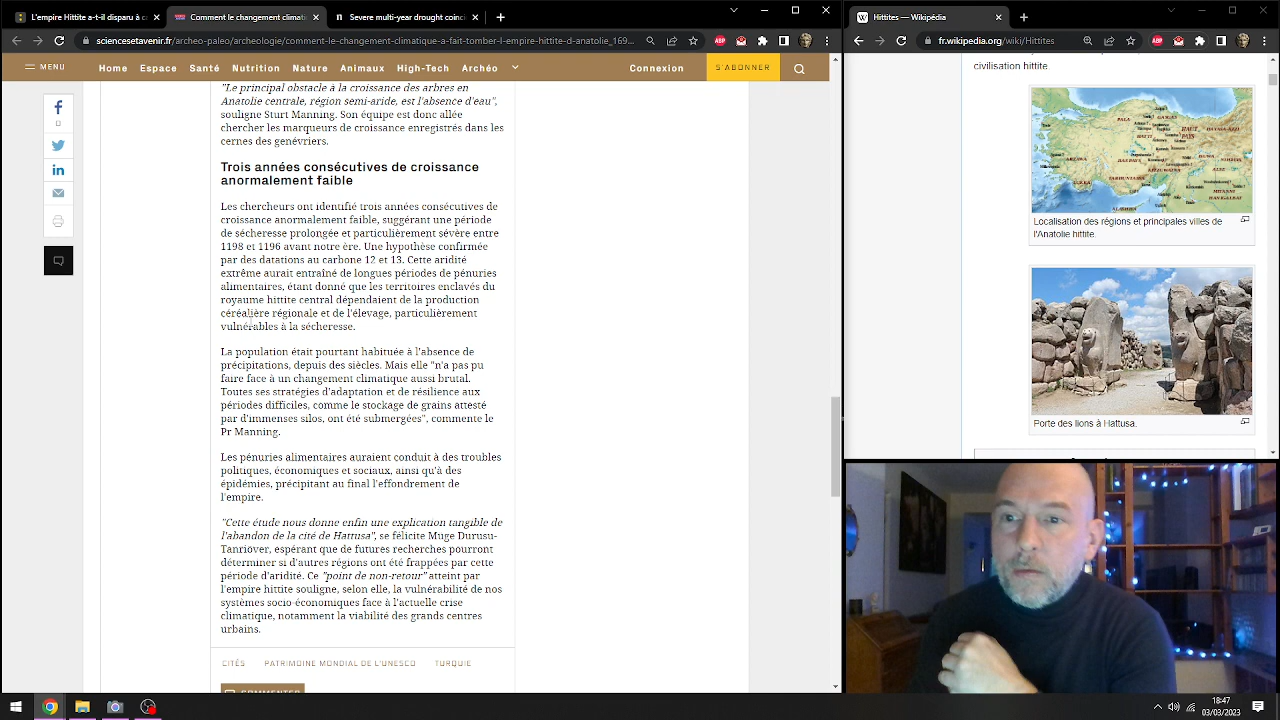 L'empire Hittite a-t-il disparu à c
Comment le changement climatiq
Severe multi-year drought coincid
sciencesetavenir.fr/archeo-paleo/archeologie/comment-le-changement-climatique-a-fait-tomber-l-empire-hittite-d-anatolie_169...
MENU
Home Espace Santé Nutrition Nature Animaux High-Tech Archéo
Connexion
S'ABONNER
"Le principal obstacle à la croissance des arbres en
Anatolie centrale, région semi-aride, est l'absence d'eau",
souligne Sturt Manning. Son équipe est donc allée
chercher les marqueurs de croissance enregistrés dans les
cernes des genévriers.
Trois années consécutives de croissance
anormalement faible
Les chercheurs ont identifié trois années consécutives de
croissance anormalement faible, suggérant une période
de sécheresse prolongée et particulièrement sévère entre
1198 et 1196 avant notre ère. Une hypothèse confirmée
par des datations au carbone 12 et 13. Cette aridité
extrême aurait entraîné de longues périodes de pénuries
alimentaires, étant donné que les territoires enclavés du
royaume hittite central dépendaient de la production
céréalière régionale et de l'élevage, particulièrement
vulnérables à la sécheresse.
La population était pourtant habituée à l'absence de
précipitations, depuis des siècles. Mais elle "n'a pas pu
faire face à un changement climatique aussi brutal.
Toutes ses stratégies d'adaptation et de résilience aux
périodes difficiles, comme le stockage de grains attesté
par d'immenses silos, ont été submergées", commente le
Pr Manning.
Les pénuries alimentaires auraient conduit à des troubles
politiques, économiques et sociaux, ainsi qu'à des
épidémies, précipitant au final l'effondrement de
l'empire.
"Cette étude nous donne enfin une explication tangible de
l'abandon de la cité de Hattusa", se félicite Muge Durusu-
Tanriöver, espérant que de futures recherches pourront
déterminer si d'autres régions ont été frappées par cette
période d'aridité. Ce "point de non-retour" atteint par
l'empire hittite souligne, selon elle, la vulnérabilité de nos
systèmes socio-économiques face à l'actuelle crise
climatique, notamment la viabilité des grands centres
urbains.
CITÉS PATRIMOINE MONDIAL DE L'UNESCO TURQUIE
COMMENTER
Hittites — Wikipédia
fr.wikipedia.org/wiki/Hittites
civilisation hittite.
PALA
GASGAS
HATTI
HAUT
PAYS
ARZAWA
TARHUNTASSA
KIZZUWATNA
MITANNI
HANIGALBAT
ALASHIYA
Localisation des régions et principales villes de
l'Anatolie hittite.
Porte des lions à Hattusa.
18:47
03/03/2023